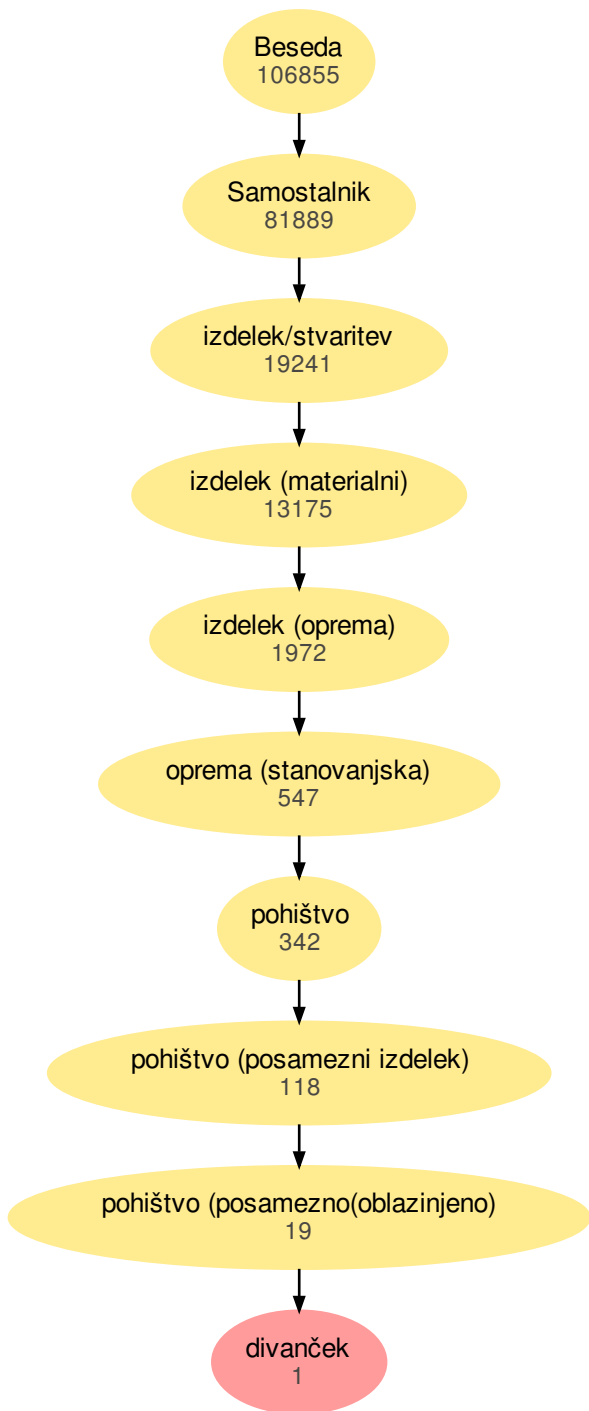 Beseda
106855
Samostalnik
81889
izdelek/stvaritev
19241
izdelek (materialni)
13175
izdelek (oprema)
1972
oprema (stanovanjska)
547
pohištvo
342
pohištvo (posamezni izdelek)
118
pohištvo (posamezno(oblazinjeno)
19
divanček
1